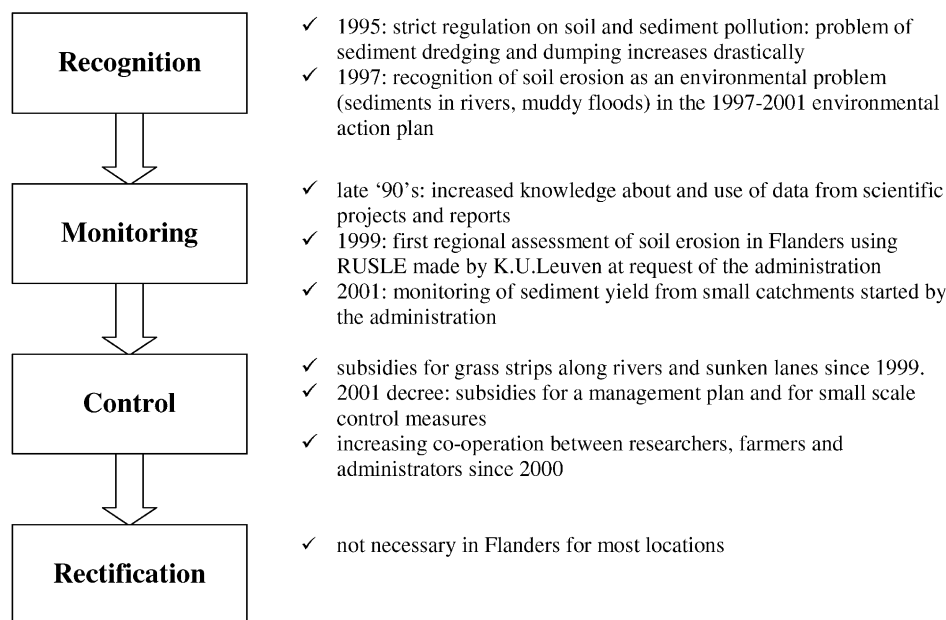 Recognition
✓ 1995: strict regulation on soil and sediment pollution: problem of
sediment dredging and dumping increases drastically
✓ 1997: recognition of soil erosion as an environmental problem
(sediments in rivers, muddy floods) in the 1997-2001 environmental
action plan
Monitoring
✓ late ‘90’s: increased knowledge about and use of data from scientific
projects and reports
✓ 1999: first regional assessment of soil erosion in Flanders using
RUSLE made by K.U.Leuven at request of the administration
✓ 2001: monitoring of sediment yield from small catchments started by
the administration
Control
✓ subsidies for grass strips along rivers and sunken lanes since 1999.
✓ 2001 decree: subsidies for a management plan and for small scale
control measures
✓ increasing co-operation between researchers, farmers and
administrators since 2000
Rectification
✓ not necessary in Flanders for most locations